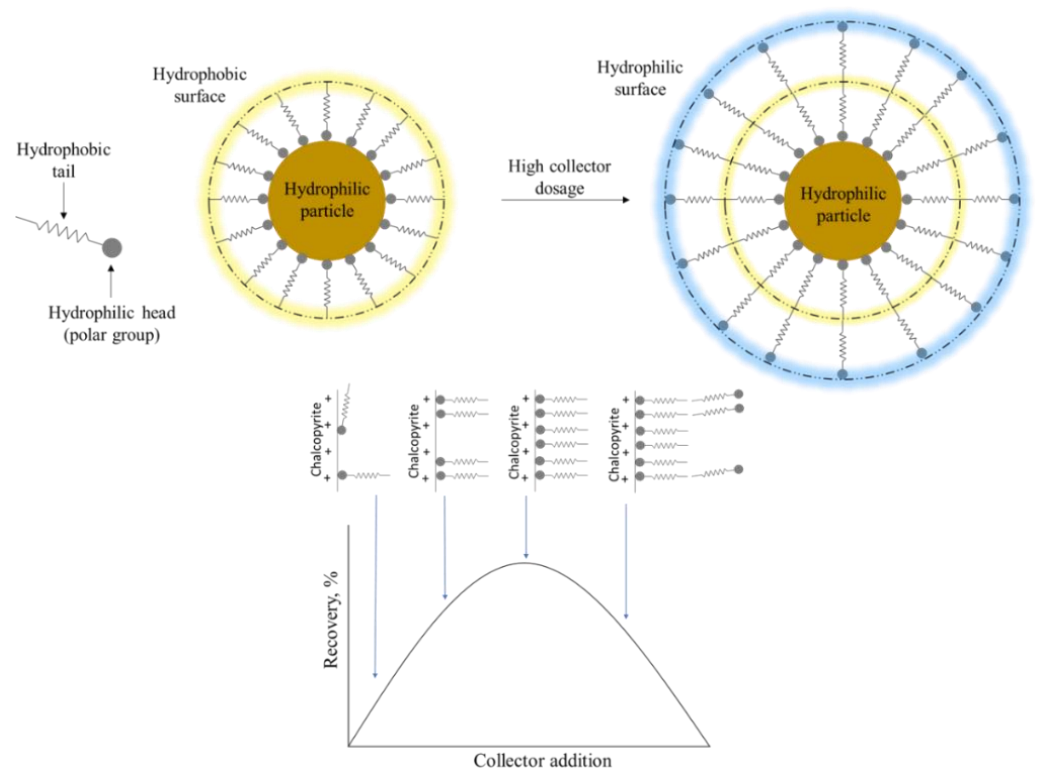 Hydrophobic
surface
Hydrophilic
surface
Hydrophobic
tail
Hydrophilic
particle
High collector
dosage
Hydrophilic
particle
Hydrophilic head
(polar group)
+
+
+
+
Chalcopyrite
+
+
+
+
Chalcopyrite
+
+
+
+
Chalcopyrite
+
+
+
+
Chalcopyrite
Recovery, %
Collector addition